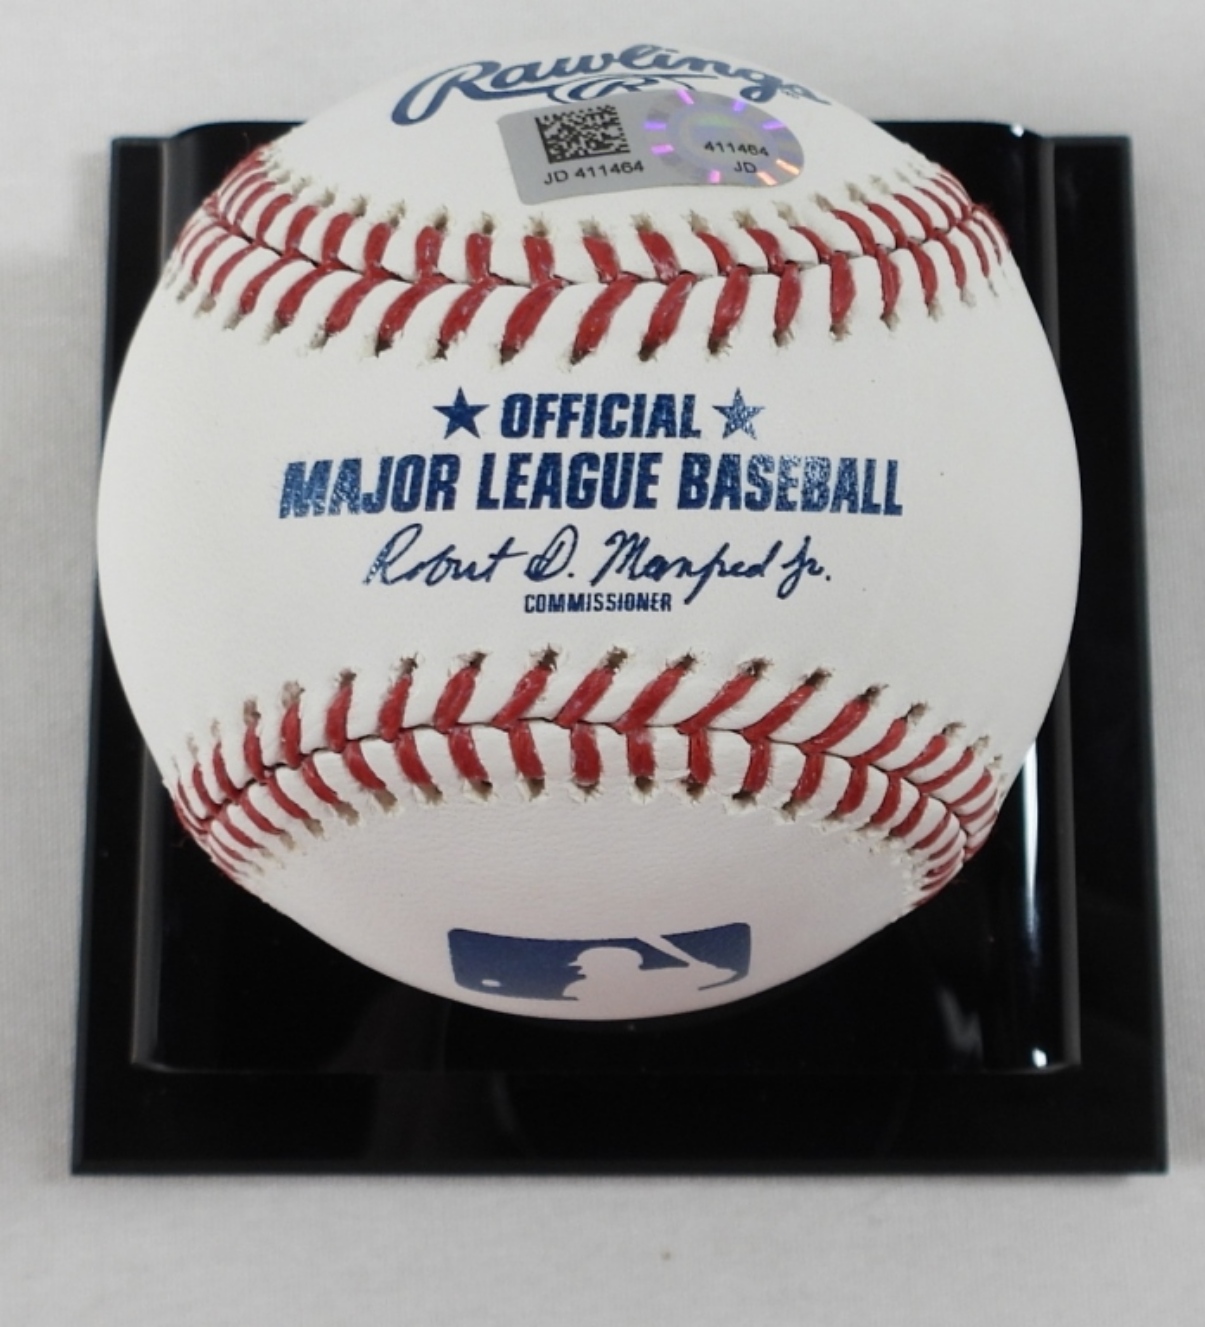 Rawlings
R
JD 411464
411464
JD
OFFICIAL
MAJOR LEAGUE BASEBALL
Robert D. Manfred Jr.
COMMISSIONER